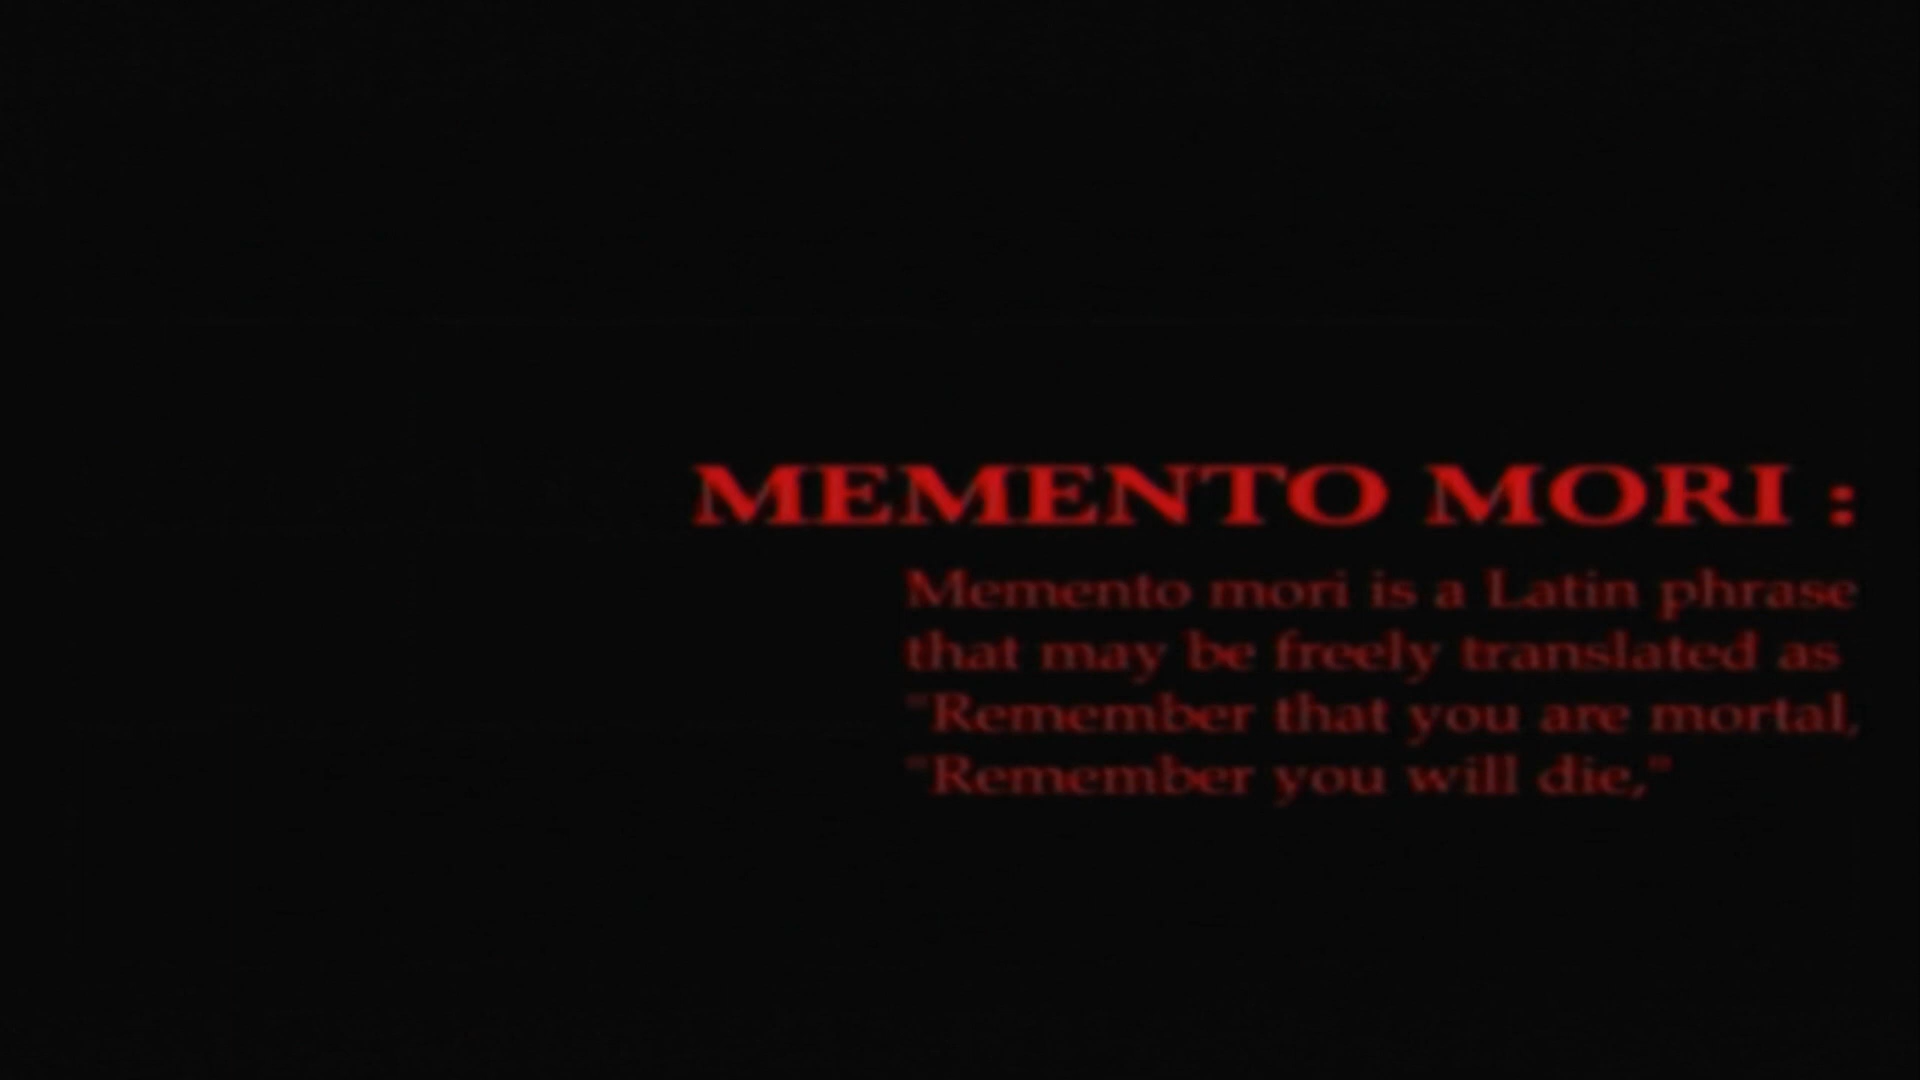 MEMENTO MORI :
Memento mori is a Latin phrase
that may be freely translated as
"Remember that you are mortal,
"Remember you will die,"